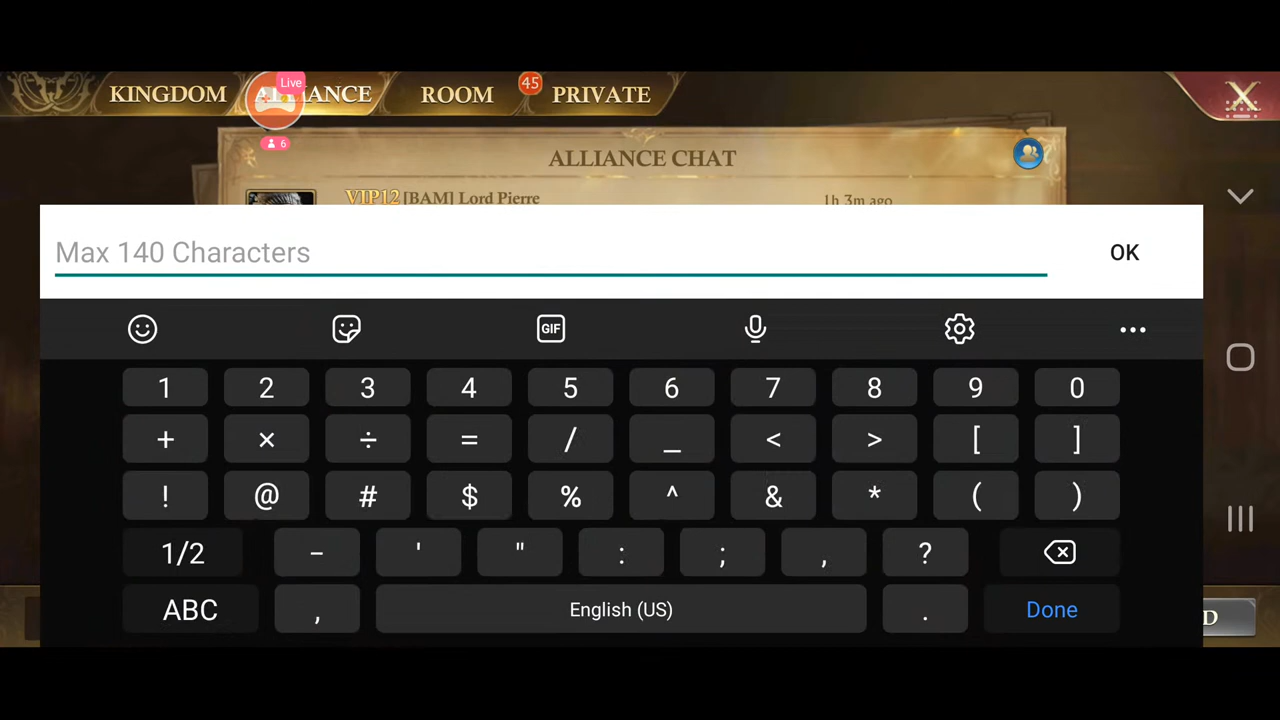 KINGDOM
ALLIANCE
ROOM
45
PRIVATE
Live
6
ALLIANCE CHAT
VIP12 [BAM] Lord Pierre
1h 3m ago
Max 140 Characters
OK
GIF
1 2 3 4 5 6 7 8 9 0
+ × ÷ = / _ < > [ ]
! @ # $ % ^ & * ( )
1/2 - ' " : ; , ?
ABC , English (US) . Done
D